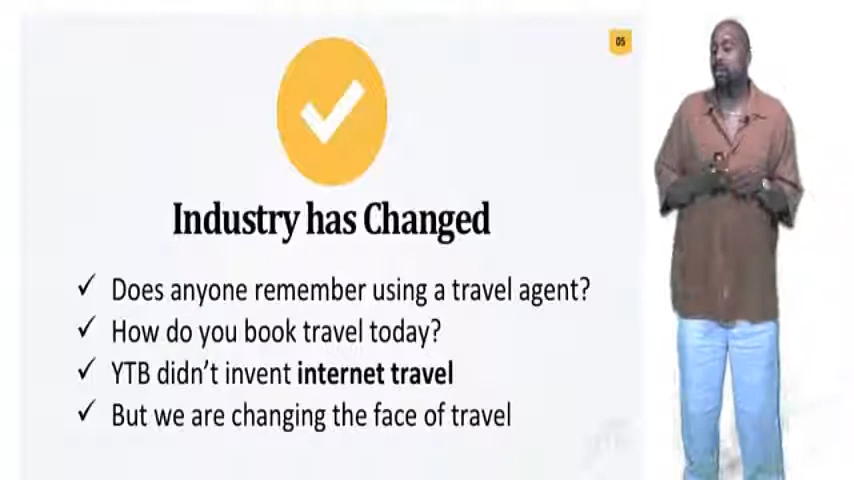 05
Industry has Changed
✓ Does anyone remember using a travel agent?
✓ How do you book travel today?
✓ YTB didn't invent internet travel
✓ But we are changing the face of travel